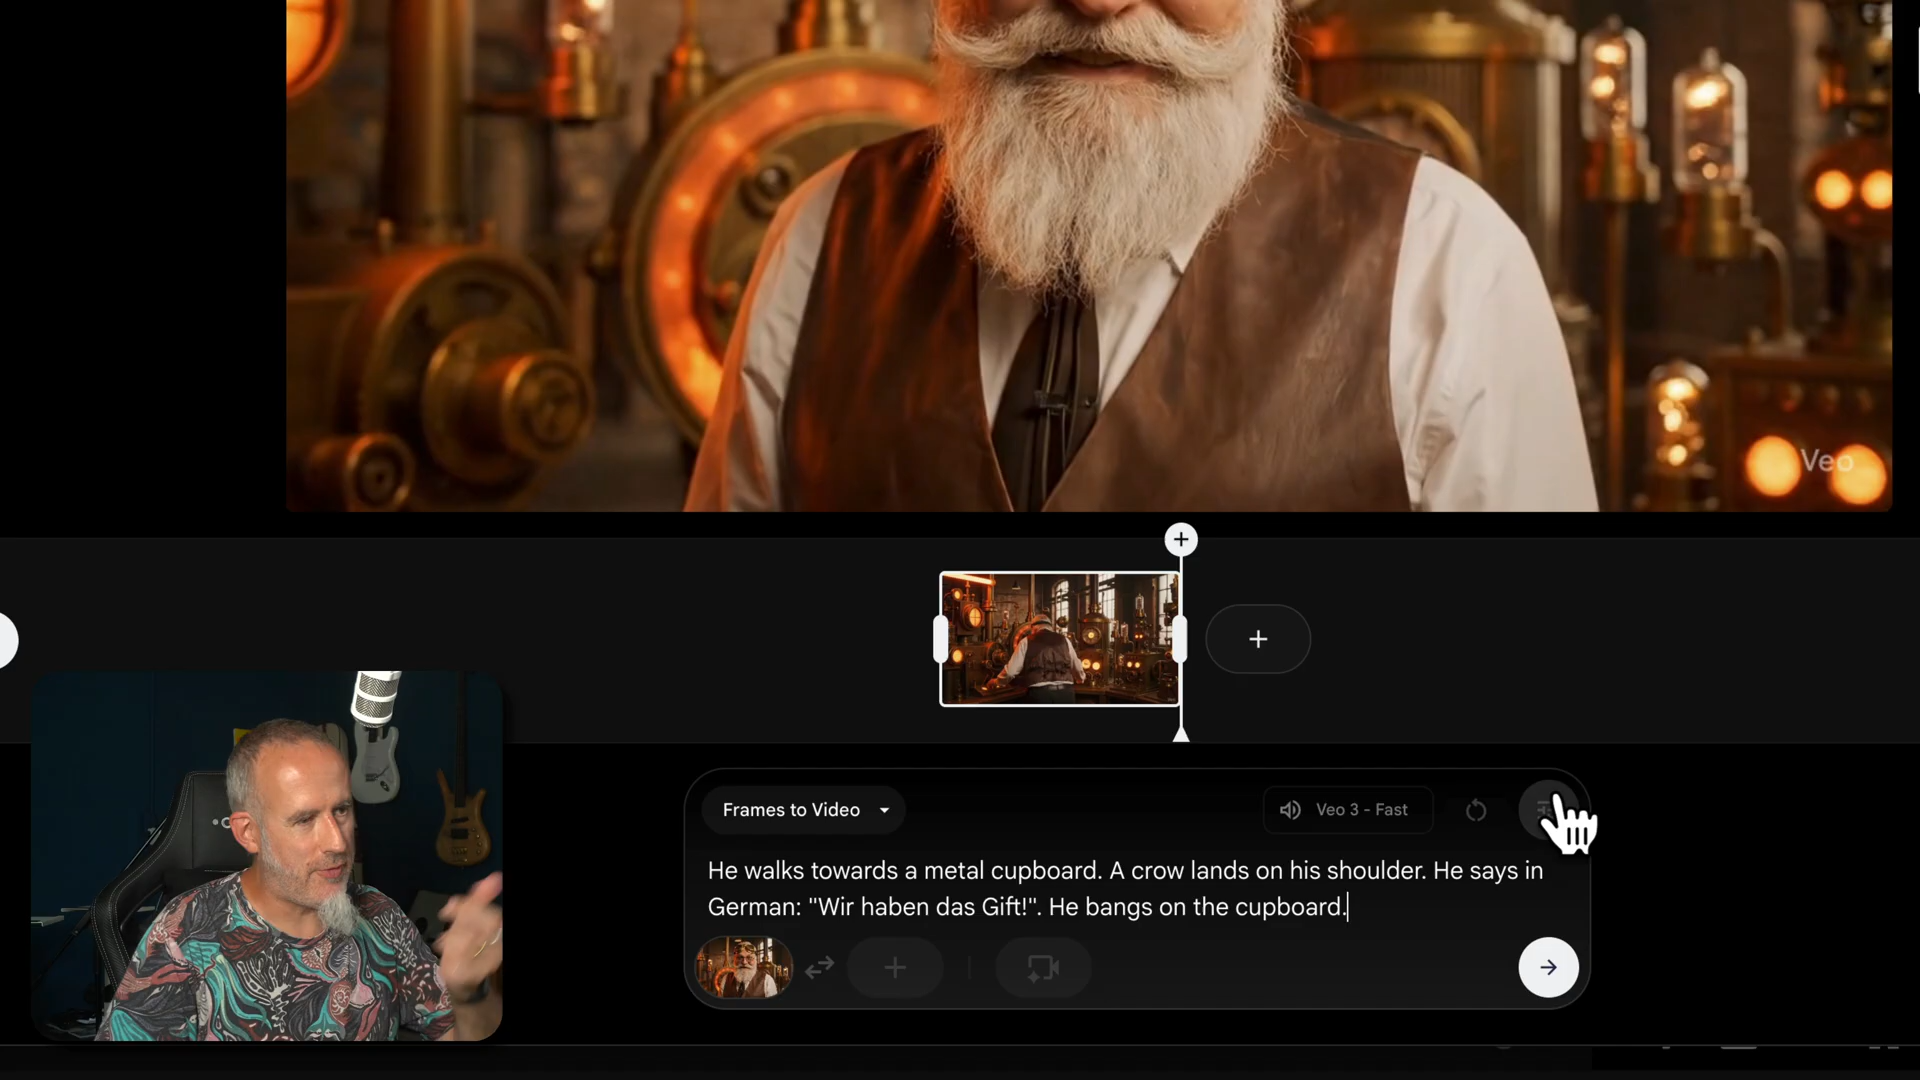 Veo
Frames to Video
Veo 3 - Fast
He walks towards a metal cupboard. A crow lands on his shoulder. He says in
German: "Wir haben das Gift!". He bangs on the cupboard.